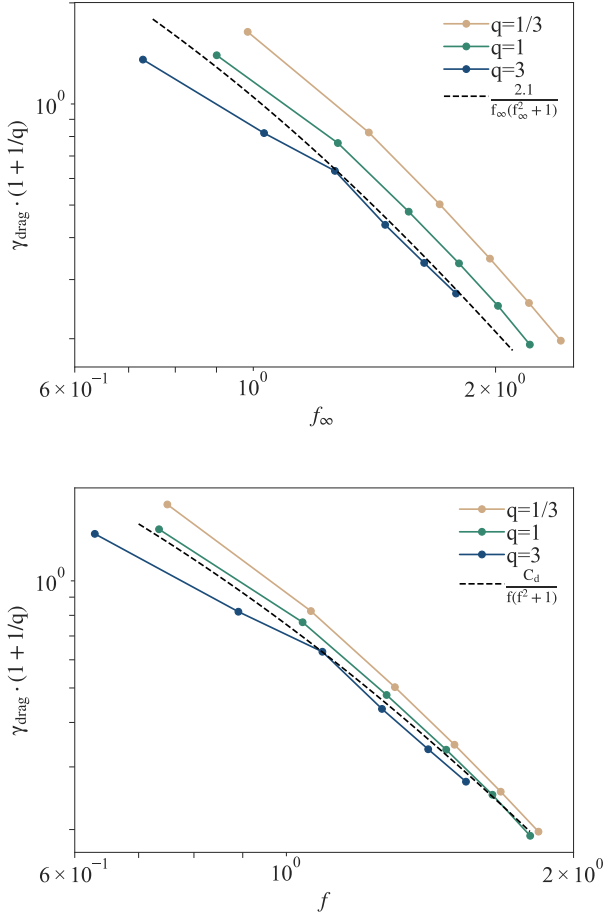 q=1/3
q=1
q=3
2.1
f∞(f∞² + 1)
10⁰
γdrag · (1 + 1/q)
6 × 10⁻¹
10⁰
2 × 10⁰
f∞
q=1/3
q=1
q=3
Cd
f(f² + 1)
10⁰
γdrag · (1 + 1/q)
6 × 10⁻¹
10⁰
2 × 10⁰
f